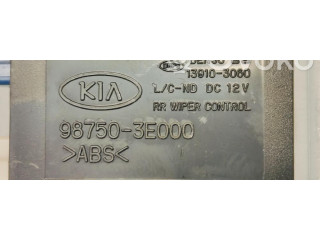 13910-3060
KIA
L/C-NO DC 12V
RR WIPER CONTROL
98750-3E000
>ABS<